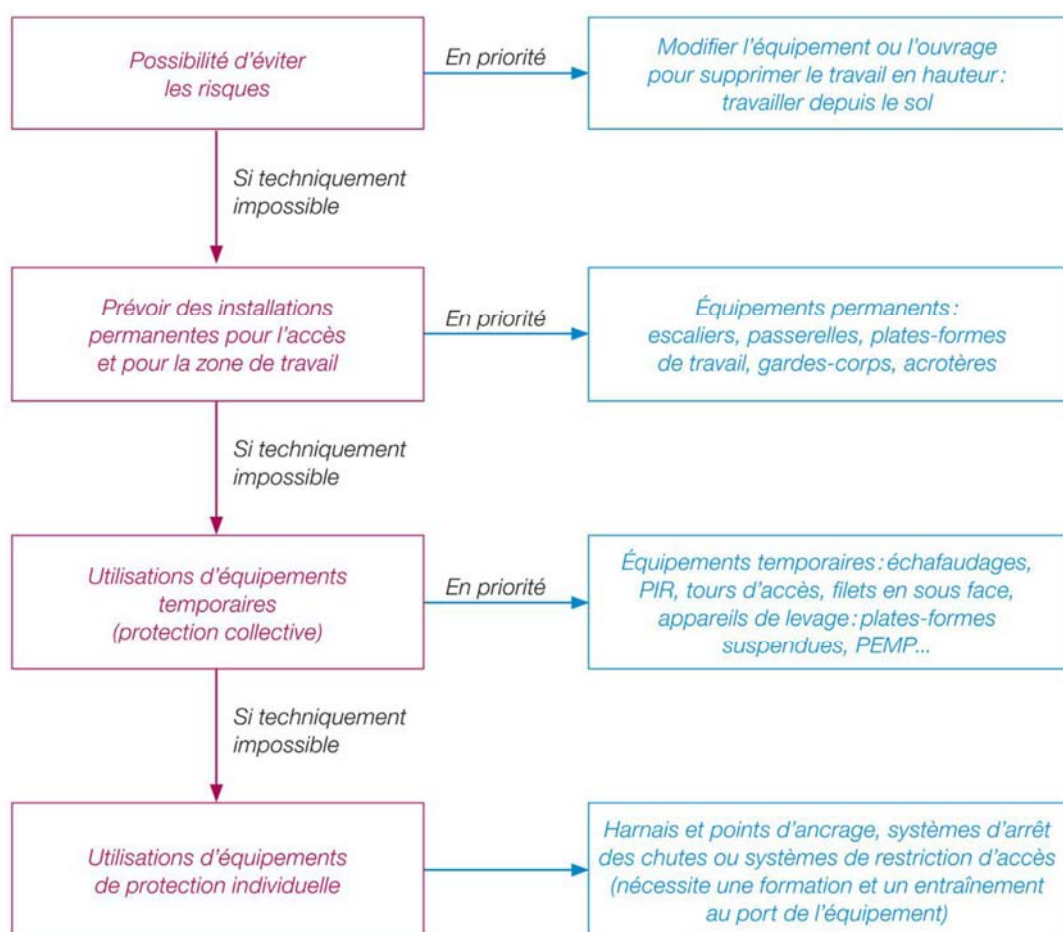 Possibilité d'éviter
les risques
En priorité
Modifier l'équipement ou l'ouvrage
pour supprimer le travail en hauteur :
travailler depuis le sol
Si techniquement
impossible
Prévoir des installations
permanentes pour l'accès
et pour la zone de travail
En priorité
Équipements permanents :
escaliers, passerelles, plates-formes
de travail, gardes-corps, acrotères
Si techniquement
impossible
Utilisations d'équipements
temporaires
(protection collective)
En priorité
Équipements temporaires : échafaudages,
PIR, tours d'accès, filets en sous face,
appareils de levage : plates-formes
suspendues, PEMP...
Si techniquement
impossible
Utilisations d'équipements
de protection individuelle
Harnais et points d'ancrage, systèmes d'arrêt
des chutes ou systèmes de restriction d'accès
(nécessite une formation et un entraînement
au port de l'équipement)